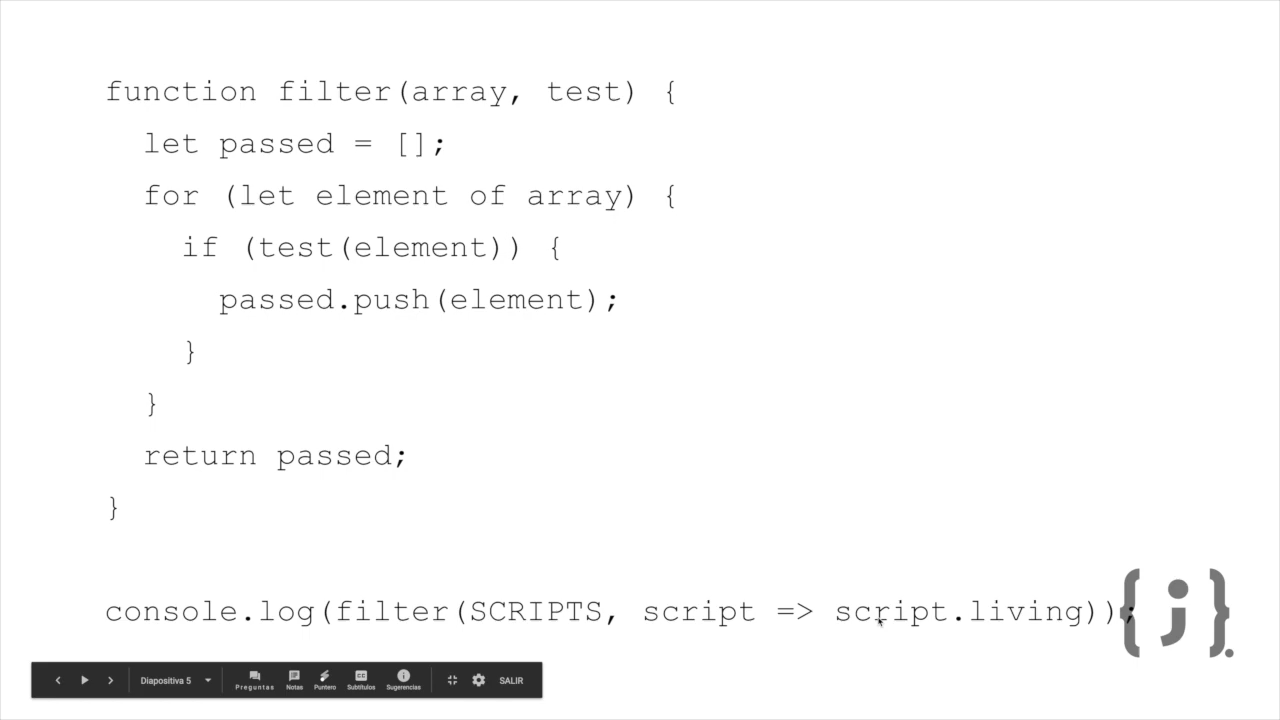 function filter(array, test) {
let passed = [];
for (let element of array) {
if (test(element)) {
passed.push(element);
}
}
return passed;
}
console.log(filter(SCRIPTS, script => script.living));
{j}.
Diapositiva 5
Preguntas
Notas
Puntero
Subtítulos
Sugerencias
SALIR